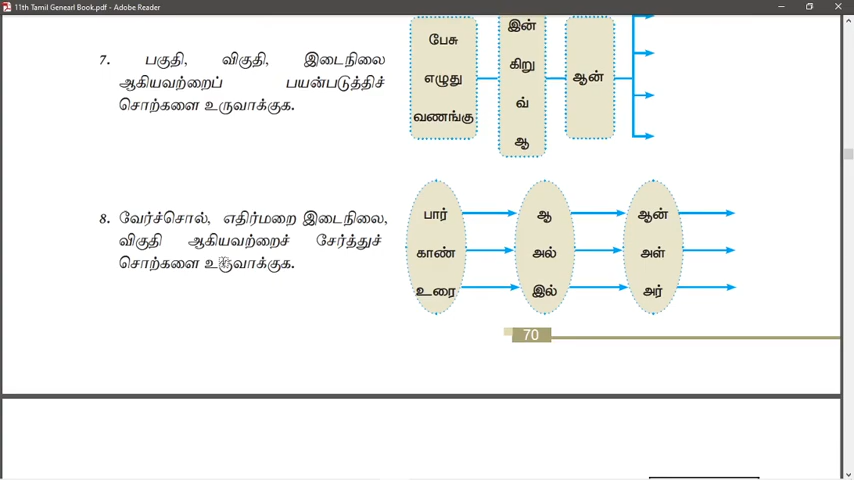 11th Tamil Genearl Book.pdf - Adobe Reader
7. பகுதி, விகுதி, இடைநிலை
ஆகியவற்றைப் பயன்படுத்திச்
சொற்களை உருவாக்குக.
பேசு
எழுது
வணங்கு
இன்
கிறு
வ்
ஆ
ஆன்
8. வேர்ச்சொல், எதிர்மறை இடைநிலை,
விகுதி ஆகியவற்றைச் சேர்த்துச்
சொற்களை உருவாக்குக.
பார் ஆ ஆன்
காண் அல் அள்
உரை இல் அர்
70